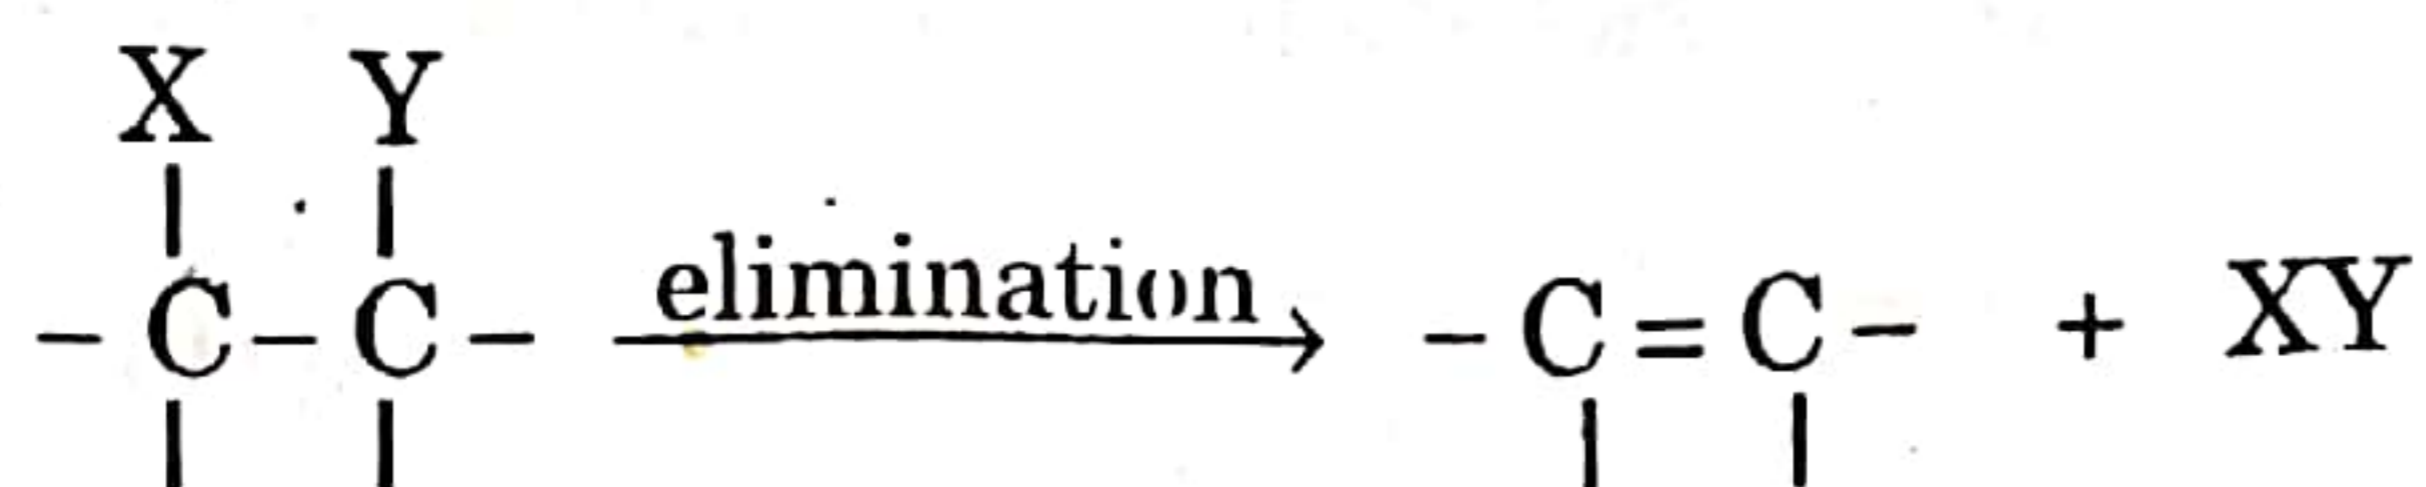 X Y
| |
– C – C – elimination → – C = C – + XY
| | | |